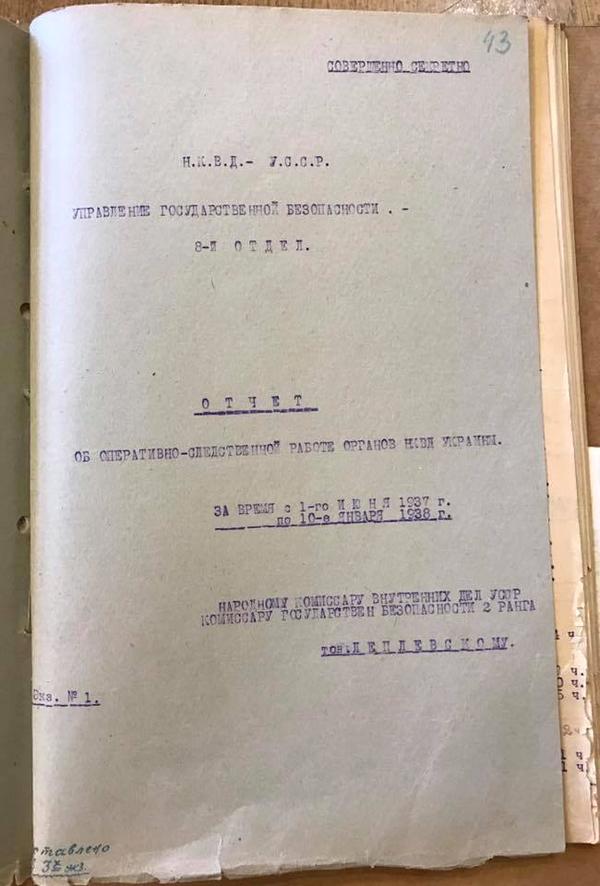 43
СОВЕРШЕННО СЕКРЕТНО
Н.К.В.Д.- У.С.С.Р.
УПРАВЛЕНИЕ ГОСУДАРСТВЕННОЙ БЕЗОПАСНОСТИ . -
8-Й ОТДЕЛ.
ОТЧЕТ
ОБ ОПЕРАТИВНО-СЛЕДСТВЕННОЙ РАБОТЕ ОРГАНОВ НКВД УКРАИНЫ.
ЗА ВРЕМЯ с 1-го ИЮНЯ 1937 г.
по 10-е ЯНВАРЯ 1938 г.
НАРОДНОМУ КОМИССАРУ ВНУТРЕННИХ ДЕЛ УССР
КОМИССАРУ ГОСУДАРСТВЕН БЕЗОПАСНОСТИ 2 РАНГА
тов.ЛЕПЛЕВСКОМУ.
Экз. № 1.